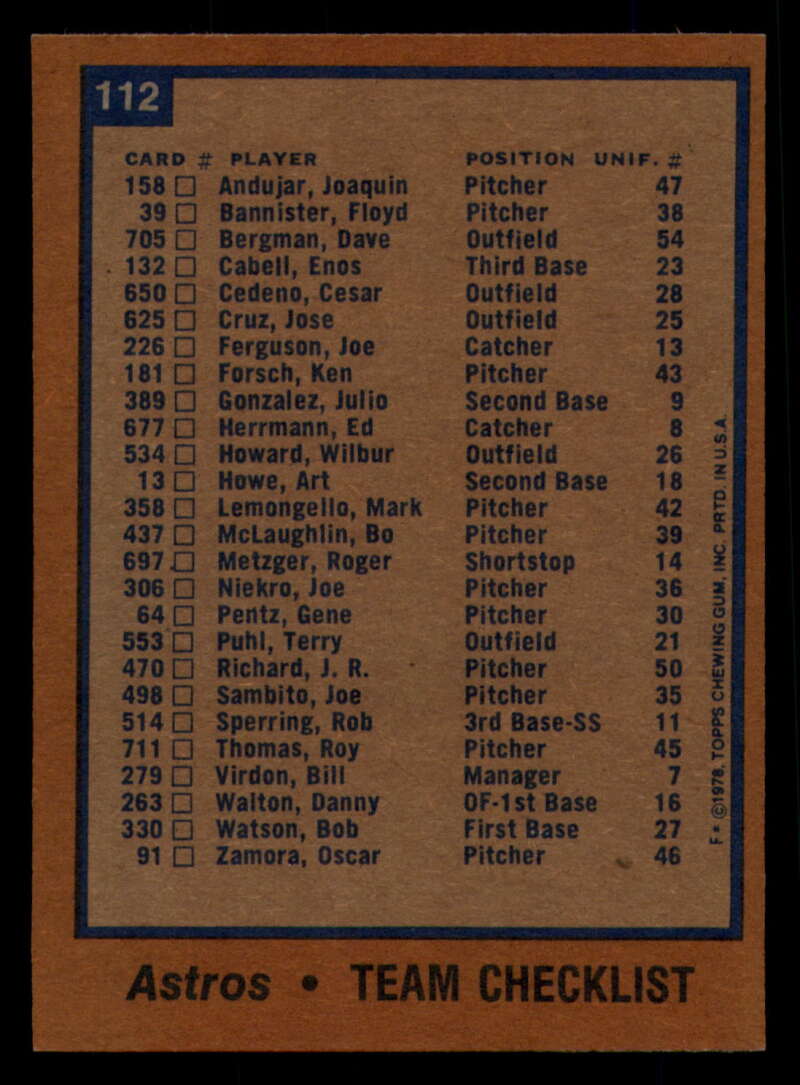 112
CARD # PLAYER POSITION UNIF. #
158 Andujar, Joaquin Pitcher 47
39 Bannister, Floyd Pitcher 38
705 Bergman, Dave Outfield 54
132 Cabell, Enos Third Base 23
650 Cedeno, Cesar Outfield 28
625 Cruz, Jose Outfield 25
226 Ferguson, Joe Catcher 13
181 Forsch, Ken Pitcher 43
389 Gonzalez, Julio Second Base 9
677 Herrmann, Ed Catcher 8
534 Howard, Wilbur Outfield 26
13 Howe, Art Second Base 18
358 Lemongello, Mark Pitcher 42
437 McLaughlin, Bo Pitcher 39
697 Metzger, Roger Shortstop 14
306 Niekro, Joe Pitcher 36
64 Pentz, Gene Pitcher 30
553 Puhl, Terry Outfield 21
470 Richard, J. R. Pitcher 50
498 Sambito, Joe Pitcher 35
514 Sperring, Rob 3rd Base-SS 11
711 Thomas, Roy Pitcher 45
279 Virdon, Bill Manager 7
263 Walton, Danny OF-1st Base 16
330 Watson, Bob First Base 27
91 Zamora, Oscar Pitcher 46
F* ©1978, TOPPS CHEWING GUM, INC. PRTD. IN U.S.A.
Astros • TEAM CHECKLIST